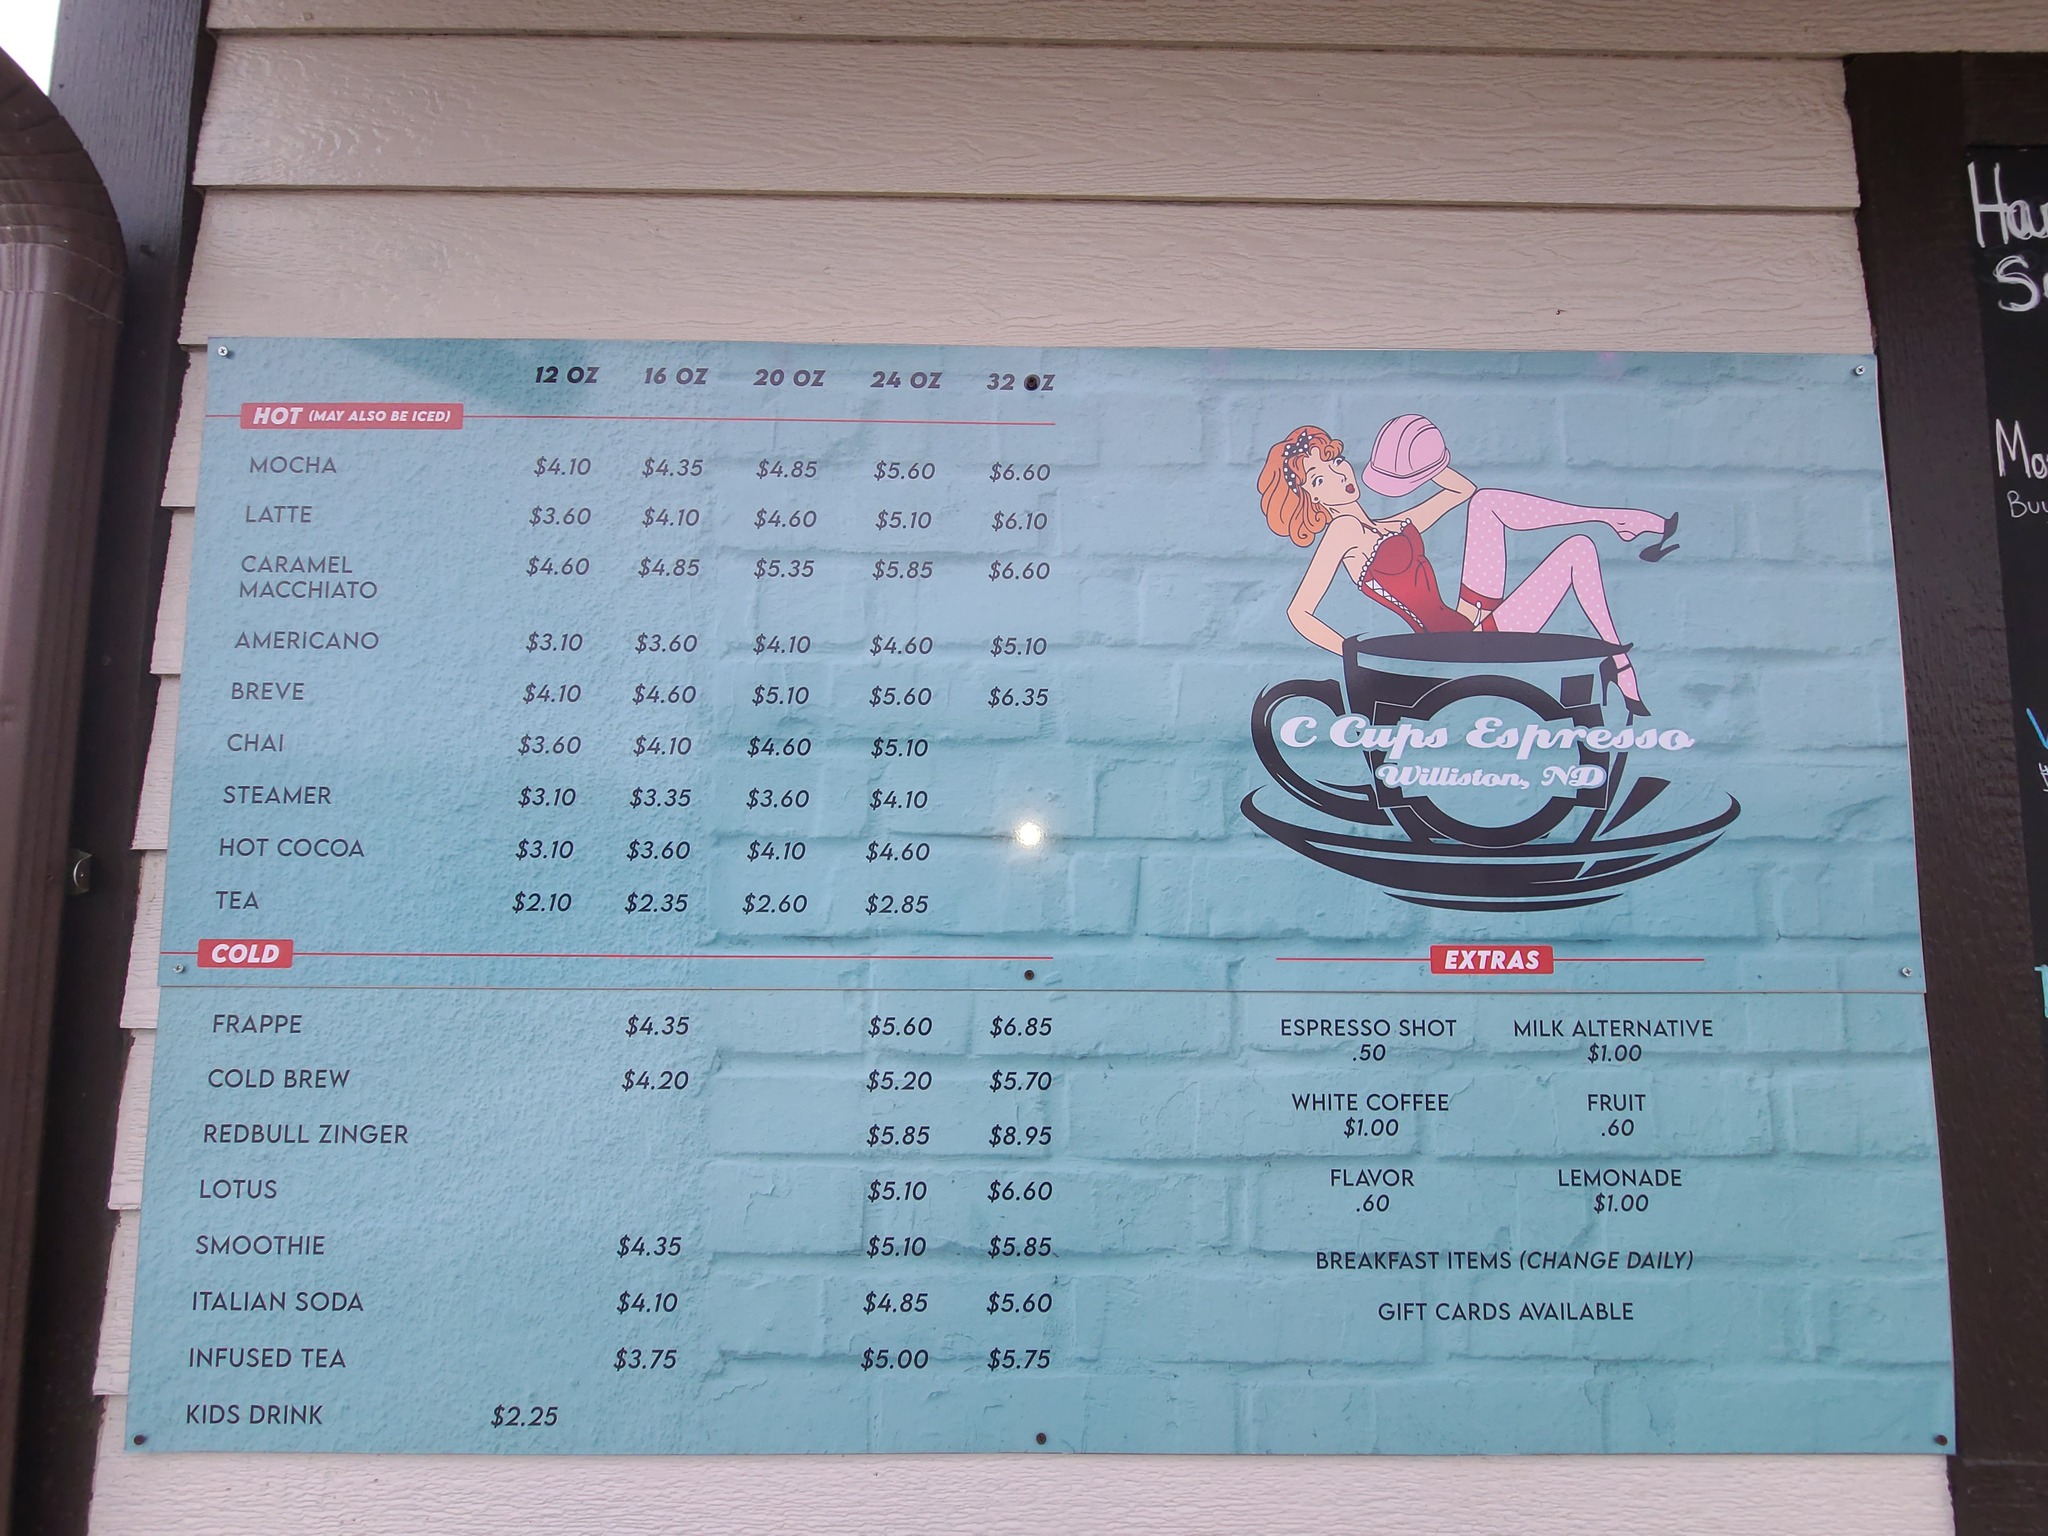 12 OZ 16 OZ 20 OZ 24 OZ 32 OZ
HOT (MAY ALSO BE ICED)
MOCHA $4.10 $4.35 $4.85 $5.60 $6.60
LATTE $3.60 $4.10 $4.60 $5.10 $6.10
CARAMEL
MACCHIATO $4.60 $4.85 $5.35 $5.85 $6.60
AMERICANO $3.10 $3.60 $4.10 $4.60 $5.10
BREVE $4.10 $4.60 $5.10 $5.60 $6.35
CHAI $3.60 $4.10 $4.60 $5.10
STEAMER $3.10 $3.35 $3.60 $4.10
HOT COCOA $3.10 $3.60 $4.10 $4.60
TEA $2.10 $2.35 $2.60 $2.85
COLD
FRAPPE $4.35 $5.60 $6.85
COLD BREW $4.20 $5.20 $5.70
REDBULL ZINGER $5.85 $8.95
LOTUS $5.10 $6.60
SMOOTHIE $4.35 $5.10 $5.85
ITALIAN SODA $4.10 $4.85 $5.60
INFUSED TEA $3.75 $5.00 $5.75
KIDS DRINK $2.25
C Cups Espresso
Williston, ND
EXTRAS
ESPRESSO SHOT MILK ALTERNATIVE
.50 $1.00
WHITE COFFEE FRUIT
$1.00 .60
FLAVOR LEMONADE
.60 $1.00
BREAKFAST ITEMS (CHANGE DAILY)
GIFT CARDS AVAILABLE